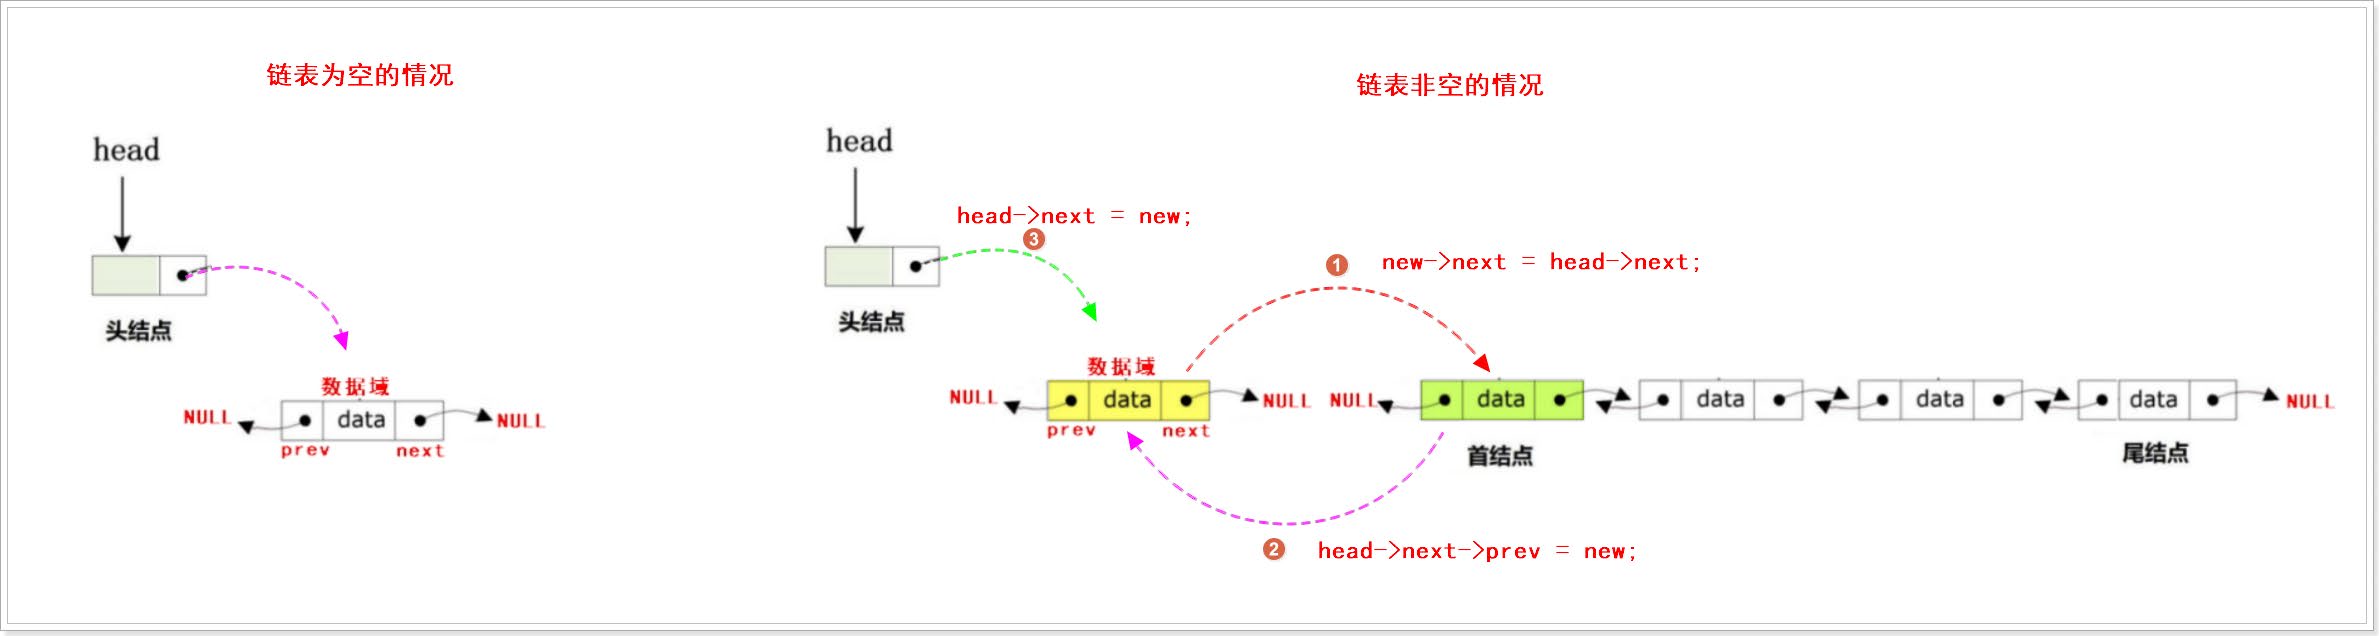 链表为空的情况
head
头结点
数据域
NULL
data
NULL
prev
next
链表非空的情况
head
head->next = new;
3
头结点
1
new->next = head->next;
数据域
NULL
data
NULL
prev
next
NULL
data
首结点
data
data
data
NULL
尾结点
2
head->next->prev = new;